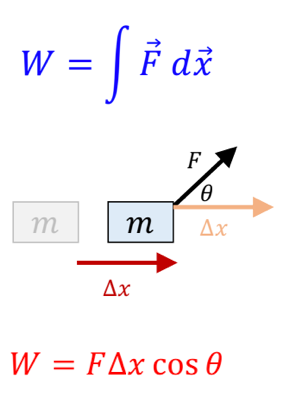 W = ∫ F⃗ dx⃗
F
θ
m
m
Δx
Δx
W = FΔx cos θ